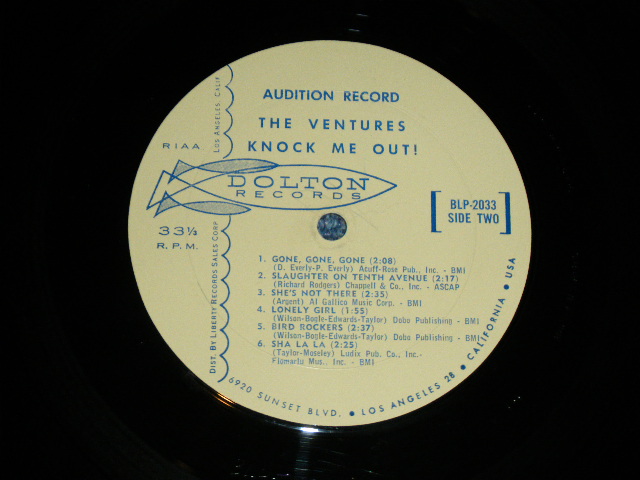 AUDITION RECORD
THE VENTURES
KNOCK ME OUT!
RIAA
DOLTON
RECORDS
33⅓
R.P.M.
BLP-2033
SIDE TWO
1. GONE, GONE, GONE (2:08)
(D. Everly-P. Everly) Acuff-Rose Pub., Inc. - BMI
2. SLAUGHTER ON TENTH AVENUE (2:17)
(Richard Rodgers) Chappell & Co., Inc. - ASCAP
3. SHE'S NOT THERE (2:35)
(Argent) Al Gallico Music Corp. - BMI
4. LONELY GIRL (1:55)
(Wilson-Bogle-Edwards-Taylor) Dobo Publishing - BMI
5. BIRD ROCKERS (2:37)
(Wilson-Bogle-Edwards-Taylor) Dobo Publishing - BMI
6. SHA LA LA (2:25)
(Taylor-Moseley) Ludix Pub. Co., Inc.-
Flomarlu Mus., Inc. - BMI
DIST. BY LIBERTY RECORDS SALES CORP.
LOS ANGELES, CALIF.
6920 SUNSET BLVD. • LOS ANGELES 28 • CALIFORNIA • USA